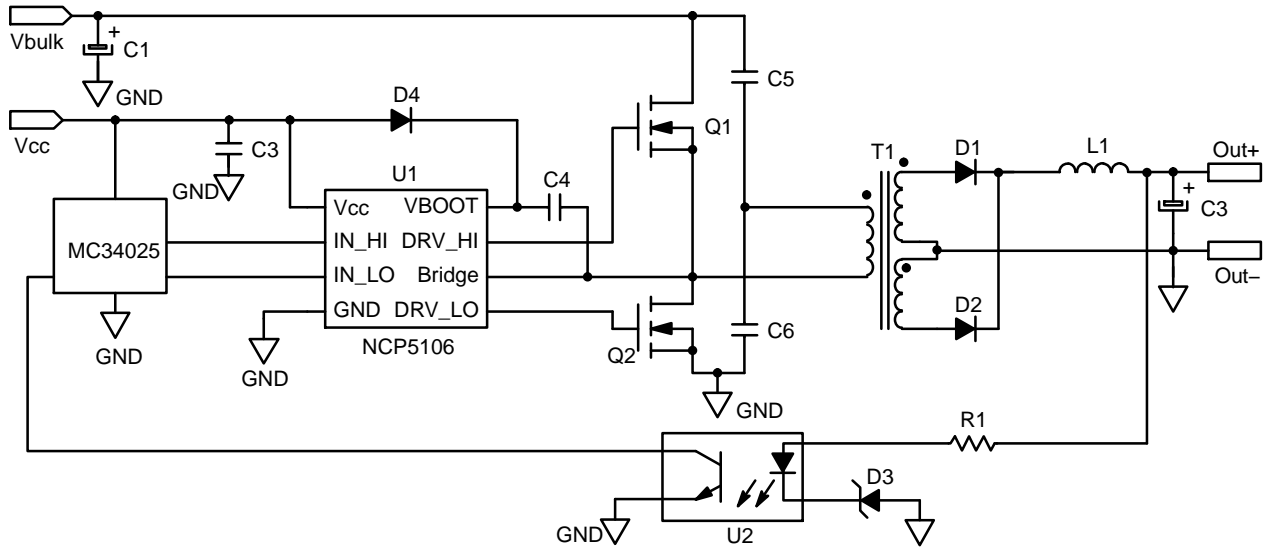 Vbulk
+
C1
GND
C5
D4
Vcc
C3
Q1
GND
U1
C4
T1
D1
L1
Out+
+
C3
MC34025
Vcc
VBOOT
IN_HI
DRV_HI
IN_LO
Bridge
GND
DRV_LO
Out–
D2
GND
NCP5106
Q2
C6
GND
GND
R1
D3
GND
U2